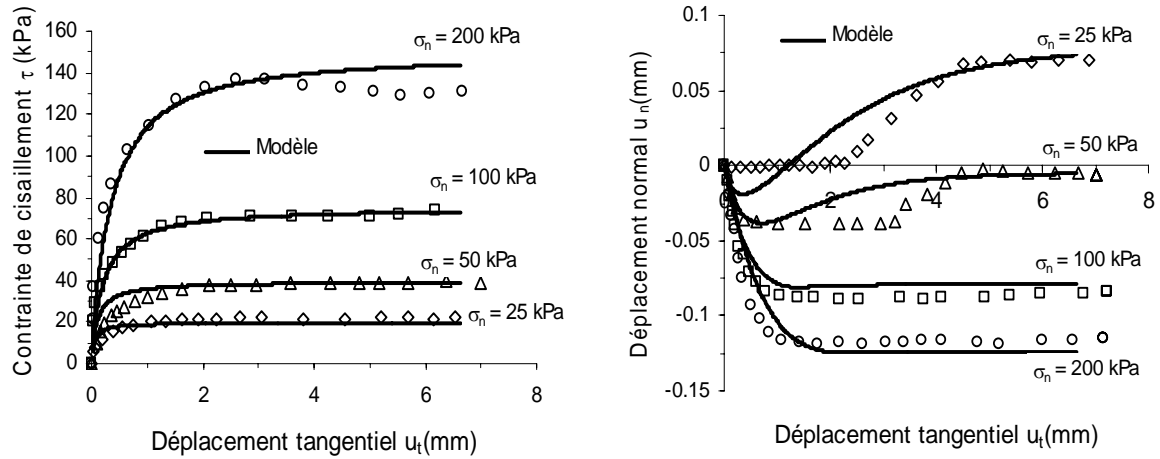 Contrainte de cisaillement τ (kPa)
160
140
120
100
80
60
40
20
0
0
2
4
6
8
σn = 200 kPa
Modèle
σn = 100 kPa
σn = 50 kPa
σn = 25 kPa
Déplacement tangentiel ut(mm)
Déplacement normal un(mm)
0.1
0.05
0
-0.05
-0.1
-0.15
0
2
4
6
8
Modèle
σn = 25 kPa
σn = 50 kPa
σn = 100 kPa
σn = 200 kPa
Déplacement tangentiel ut(mm)